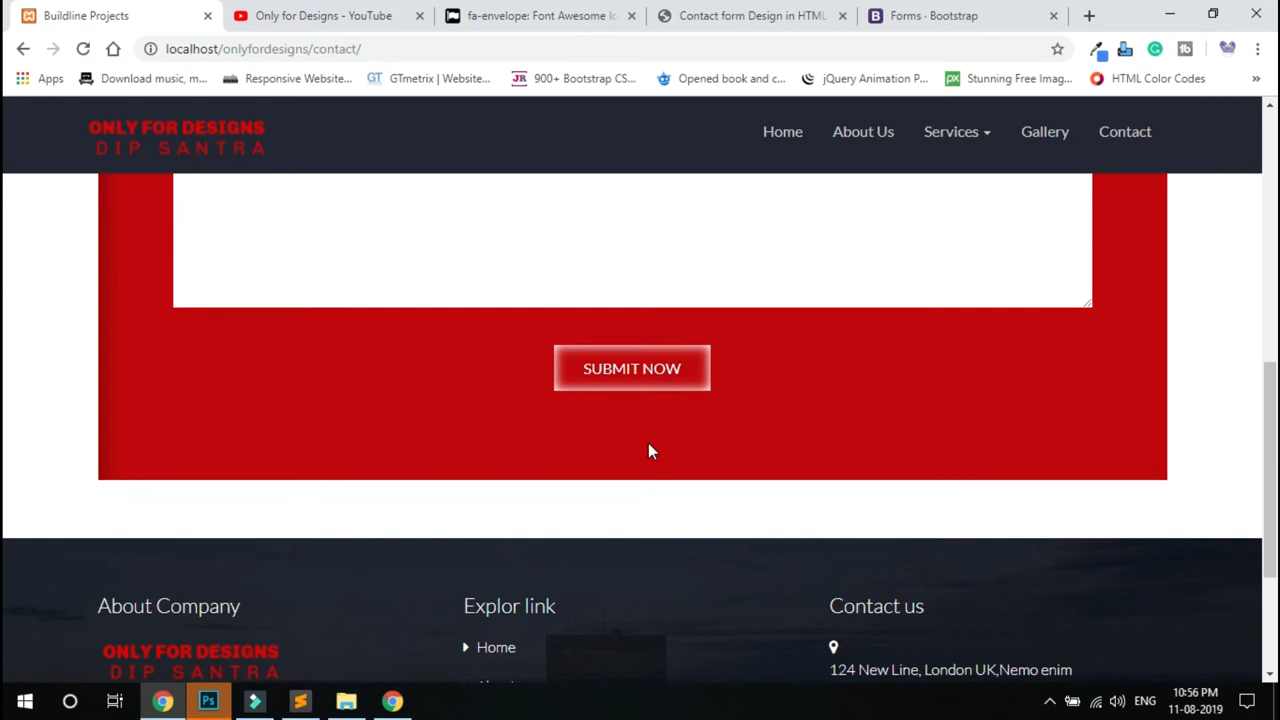 Buildline Projects
Only for Designs - YouTube
fa-envelope: Font Awesome Ic
Contact form Design in HTML
B Forms · Bootstrap
localhost/onlyfordesigns/contact/
Apps
Download music, m...
Responsive Website...
GT GTmetrix | Website...
JR 900+ Bootstrap CS...
Opened book and c...
jQuery Animation P...
px Stunning Free Imag...
HTML Color Codes
»
ONLY FOR DESIGNS
DIP SANTRA
Home
About Us
Services
Gallery
Contact
SUBMIT NOW
About Company
Explor link
Contact us
ONLY FOR DESIGNS
DIP SANTRA
Home
124 New Line, London UK,Nemo enim
Ps
ENG
10:56 PM
11-08-2019